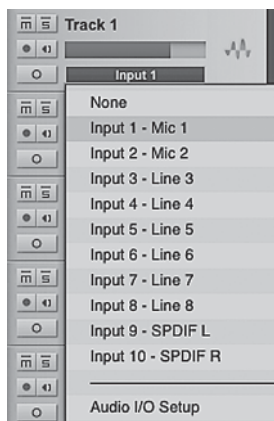 m s Track 1
Input 1
m s None
Input 1 - Mic 1
Input 2 - Mic 2
Input 3 - Line 3
m s Input 4 - Line 4
Input 5 - Line 5
Input 6 - Line 6
m s Input 7 - Line 7
Input 8 - Line 8
Input 9 - SPDIF L
m s Input 10 - SPDIF R
Audio I/O Setup